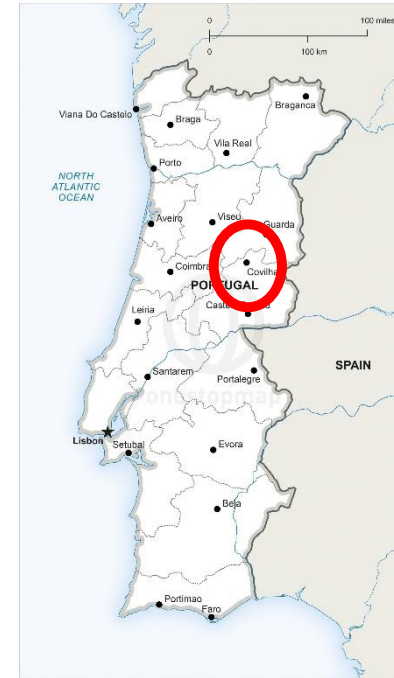 0 100 miles
0 100 km
Viana Do Castelo
Braga
Braganca
Vila Real
Porto
NORTH
ATLANTIC
OCEAN
Aveiro
Viseu
Guarda
Coimbra
Covilha
PORTUGAL
Leiria
Santarem
Portalegre
SPAIN
onestopmap
Lisbon
Setubal
Evora
Beja
Portimao
Faro